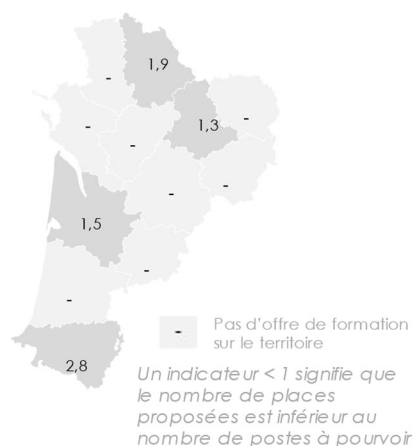 1,9
-
1,3
-
-
-
-
-
1,5
-
-
2,8
- Pas d'offre de formation
sur le territoire
Un indicateur < 1 signifie que
le nombre de places
proposées est inférieur au
nombre de postes à pourvoir